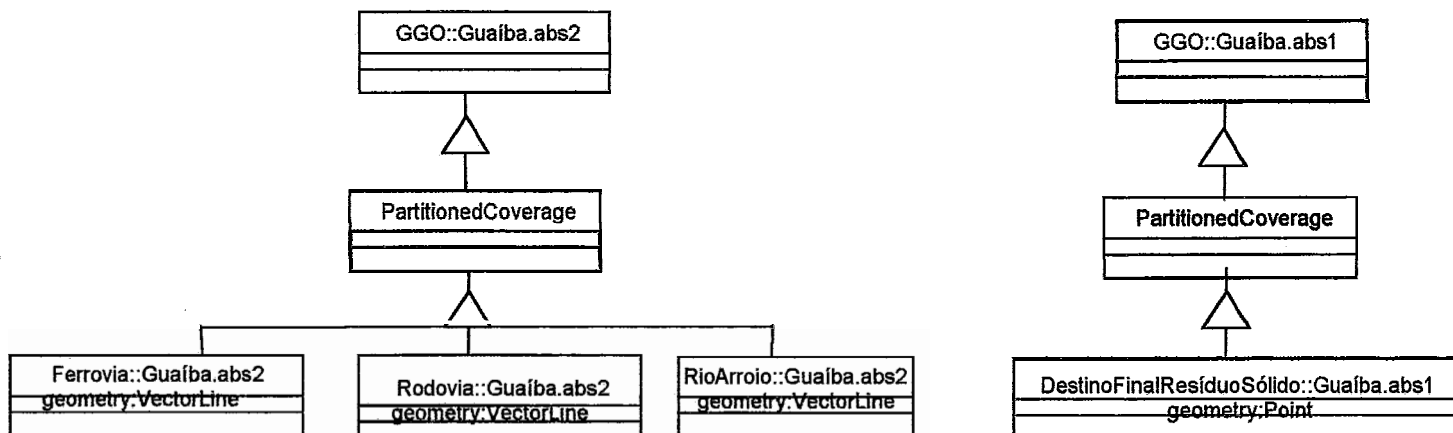 GGO::Guaíba.abs2
PartitionedCoverage
Ferrovia::Guaíba.abs2
geometry:VectorLine
Rodovia::Guaíba.abs2
geometry:VectorLine
RioArroio::Guaíba.abs2
geometry:VectorLine
GGO::Guaíba.abs1
PartitionedCoverage
DestinoFinalResíduoSólido::Guaíba.abs1
geometry:Point